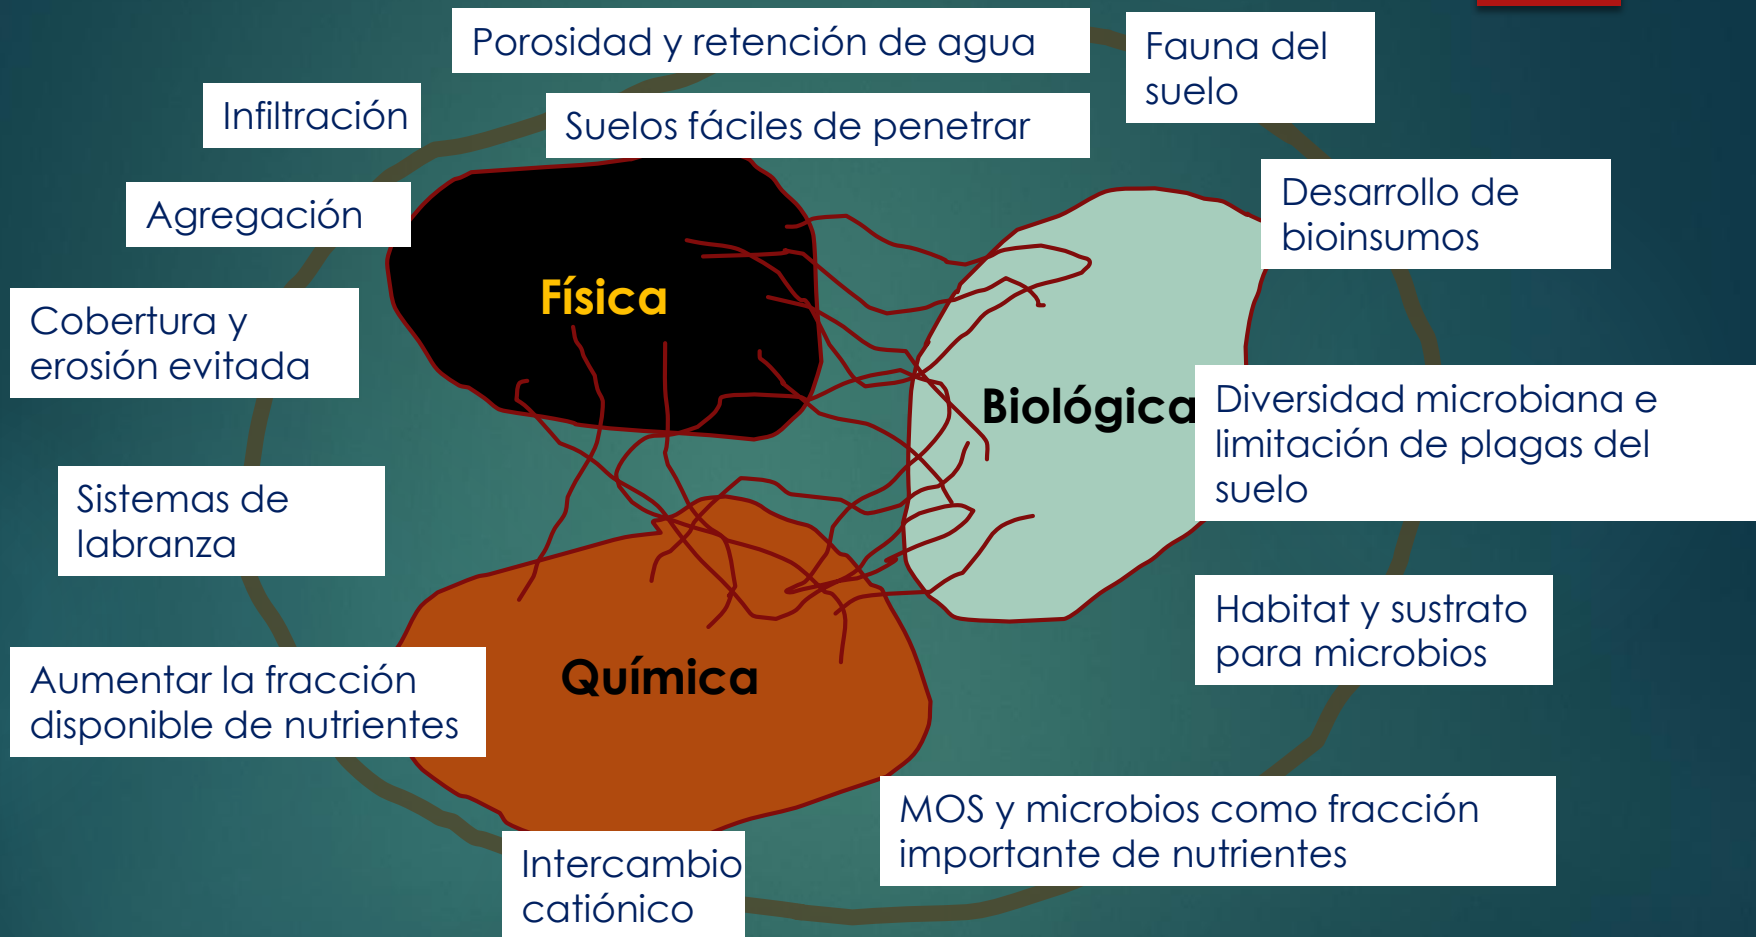 Porosidad y retención de agua
Fauna del
suelo
Infiltración
Suelos fáciles de penetrar
Agregación
Desarrollo de
bioinsumos
Física
Cobertura y
erosión evitada
Biológica
Diversidad microbiana e
limitación de plagas del
suelo
Sistemas de
labranza
Habitat y sustrato
para microbios
Química
Aumentar la fracción
disponible de nutrientes
MOS y microbios como fracción
importante de nutrientes
Intercambio
catiónico